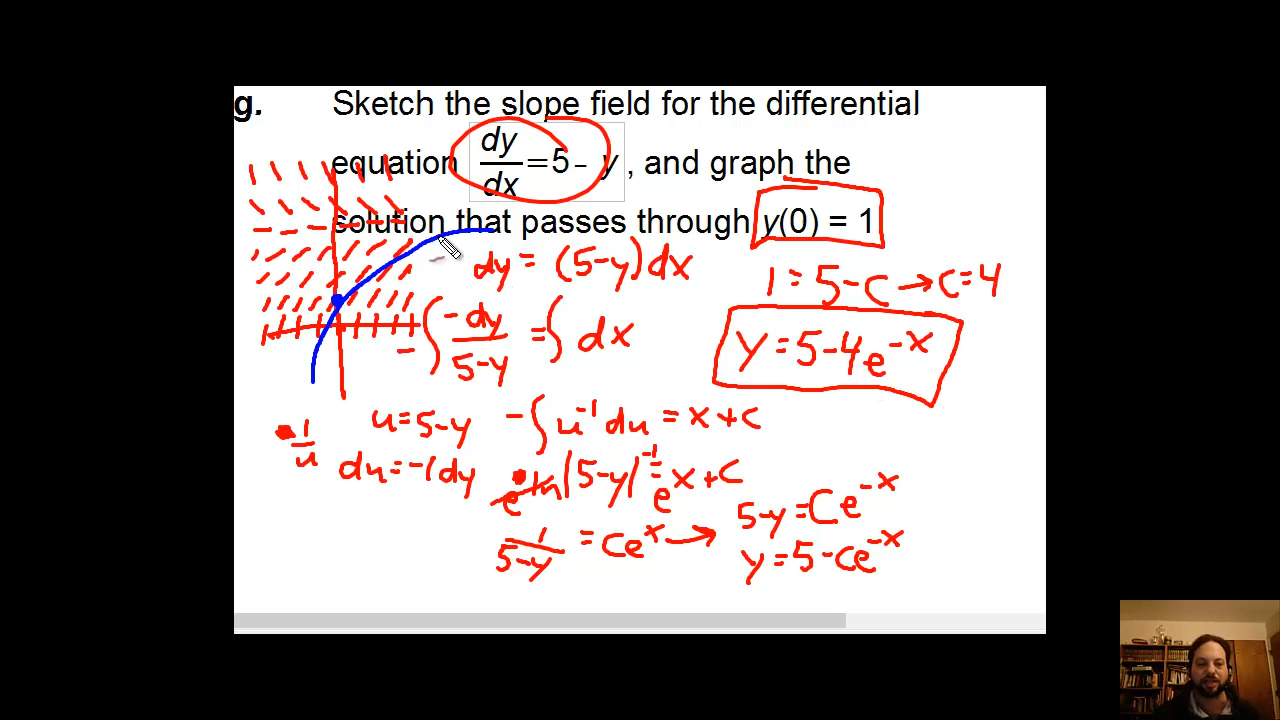 g. Sketch the slope field for the differential
equation dy/dx = 5 - y , and graph the
solution that passes through y(0) = 1
dy = (5-y)dx
1 = 5 - C → C = 4
-∫ -dy/5-y = ∫ dx
y = 5 - 4e^-x
1/u
u = 5-y
-∫ u^-1 du = x + C
du = -1dy
e^ln|5-y|^-1 = e^x+C
5-y = Ce^-x
1/5-y = Ce^x →
y = 5 - Ce^-x